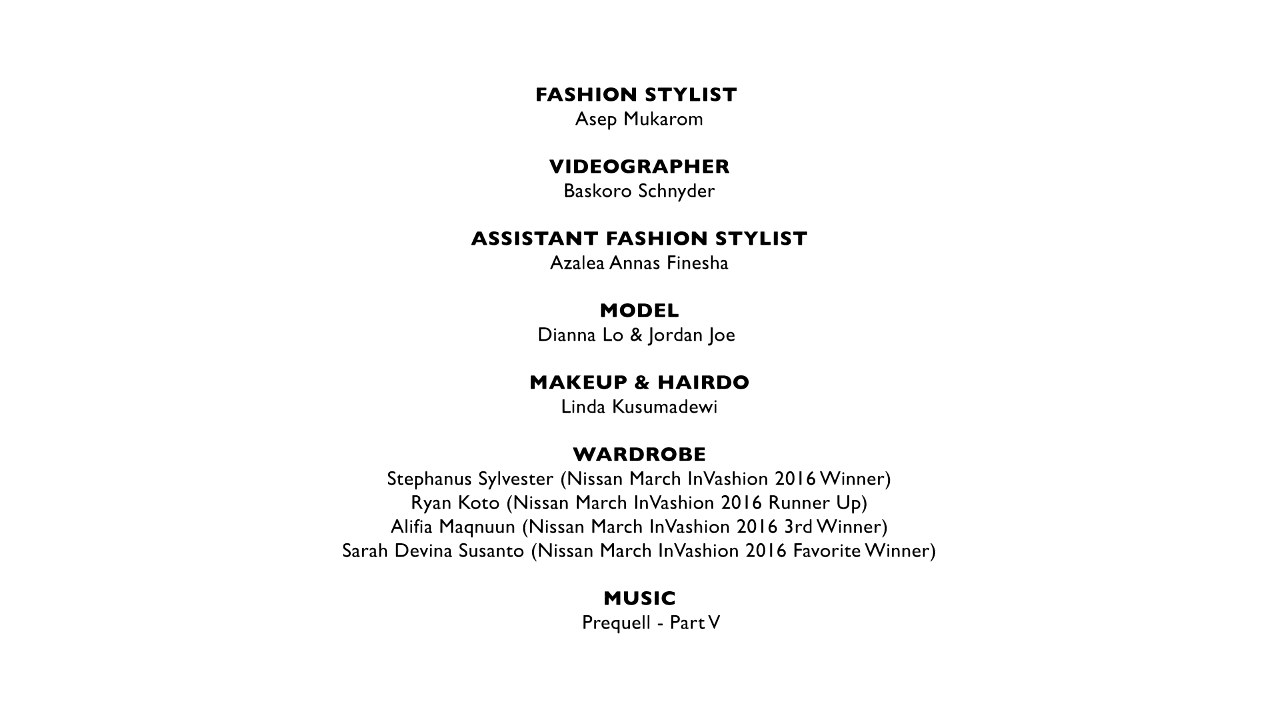 FASHION STYLIST
Asep Mukarom
VIDEOGRAPHER
Baskoro Schnyder
ASSISTANT FASHION STYLIST
Azalea Annas Finesha
MODEL
Dianna Lo & Jordan Joe
MAKEUP & HAIRDO
Linda Kusumadewi
WARDROBE
Stephanus Sylvester (Nissan March InVashion 2016 Winner)
Ryan Koto (Nissan March InVashion 2016 Runner Up)
Alifia Maqnuun (Nissan March InVashion 2016 3rd Winner)
Sarah Devina Susanto (Nissan March InVashion 2016 Favorite Winner)
MUSIC
Prequell - Part V